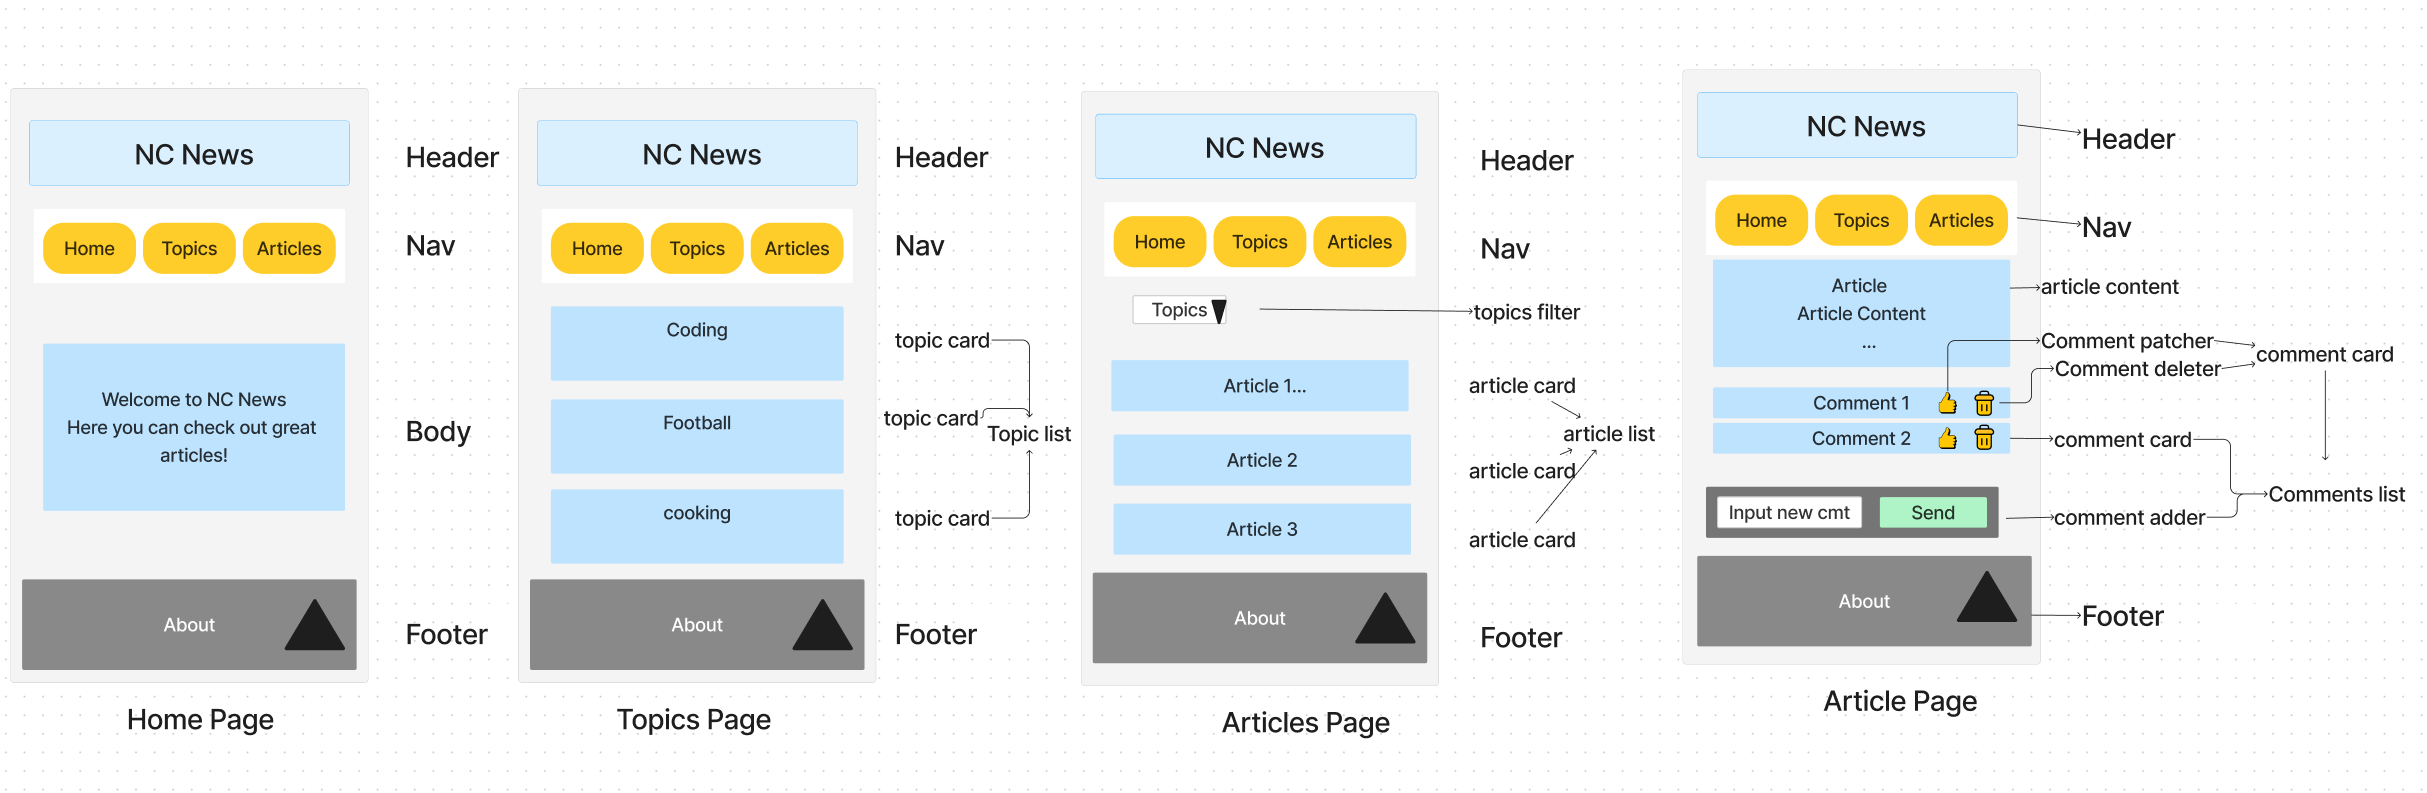 NC News
Home
Topics
Articles
Welcome to NC News
Here you can check out great
articles!
About
Home Page
Header
Nav
Body
Footer
NC News
Home
Topics
Articles
Coding
Football
cooking
About
Topics Page
Header
Nav
topic card
topic card
Topic list
topic card
Footer
NC News
Home
Topics
Articles
Topics
Article 1...
Article 2
Article 3
About
Articles Page
Header
Nav
topics filter
article card
article list
article card
article card
Footer
NC News
Home
Topics
Articles
Article
Article Content
...
Comment 1
Comment 2
Input new cmt
Send
About
Article Page
Header
Nav
article content
Comment patcher
comment card
Comment deleter
comment card
Comments list
comment adder
Footer